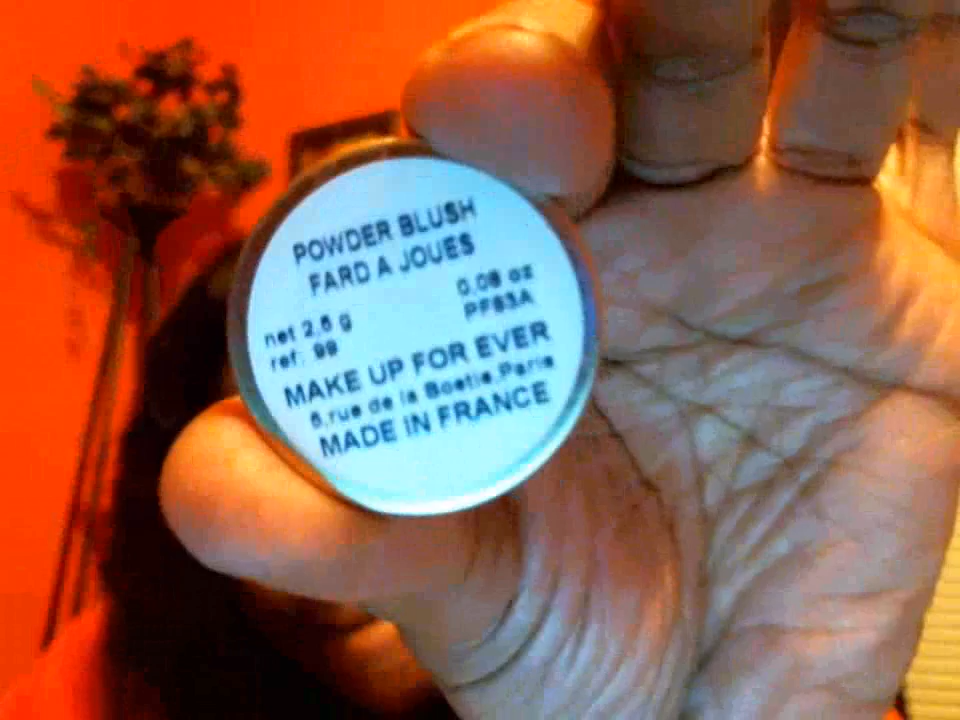 POWDER BLUSH
FARD A JOUES
0.08 oz
net 2,5 g
PF83A
ref: 99
MAKE UP FOR EVER
5,rue de la Boetie,Paris
MADE IN FRANCE